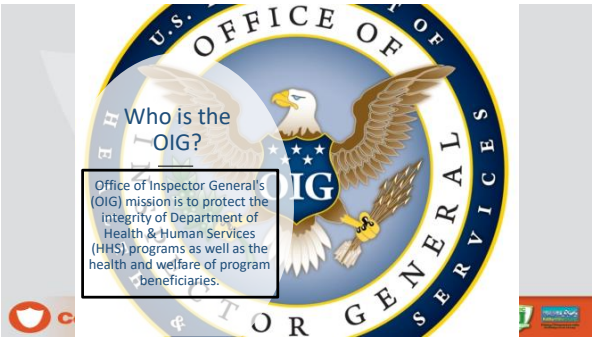 U.S.
OF
OFFICE OF
Who is the
OIG?
Office of Inspector General's
(OIG) mission is to protect the
integrity of Department of
Health & Human Services
(HHS) programs as well as the
health and welfare of program
beneficiaries.
OIG
GENERAL
SERVICES
&